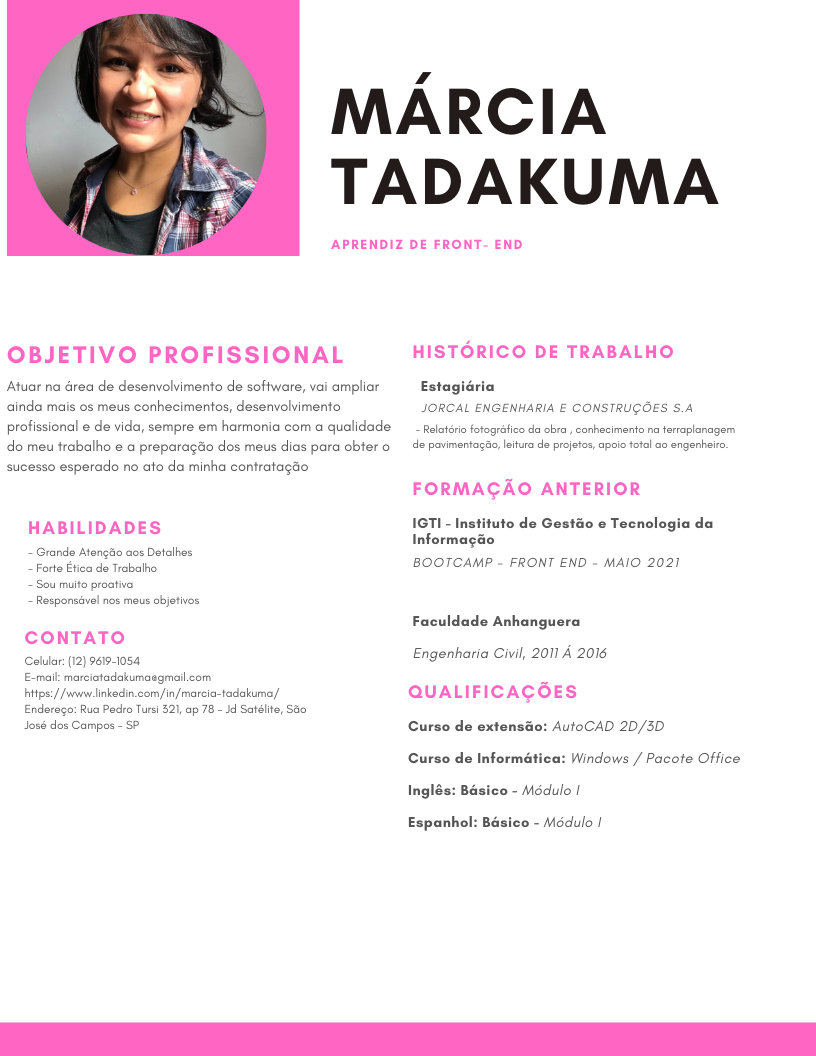 MÁRCIA
TADAKUMA
APRENDIZ DE FRONT- END
OBJETIVO PROFISSIONAL
Atuar na área de desenvolvimento de software, vai ampliar
ainda mais os meus conhecimentos, desenvolvimento
profissional e de vida, sempre em harmonia com a qualidade
do meu trabalho e a preparação dos meus dias para obter o
sucesso esperado no ato da minha contratação
HABILIDADES
- Grande Atenção aos Detalhes
- Forte Ética de Trabalho
- Sou muito proativa
- Responsável nos meus objetivos
CONTATO
Celular: (12) 9619-1054
E-mail: marciatadakuma@gmail.com
https://www.linkedin.com/in/marcia-tadakuma/
Endereço: Rua Pedro Tursi 321, ap 78 - Jd Satélite, São
José dos Campos - SP
HISTÓRICO DE TRABALHO
Estagiária
JORCAL ENGENHARIA E CONSTRUÇÕES S.A
- Relatório fotográfico da obra , conhecimento na terraplanagem
de pavimentação, leitura de projetos, apoio total ao engenheiro.
FORMAÇÃO ANTERIOR
IGTI - Instituto de Gestão e Tecnologia da
Informação
BOOTCAMP - FRONT END - MAIO 2021
Faculdade Anhanguera
Engenharia Civil, 2011 Á 2016
QUALIFICAÇÕES
Curso de extensão: AutoCAD 2D/3D
Curso de Informática: Windows / Pacote Office
Inglês: Básico - Módulo I
Espanhol: Básico - Módulo I